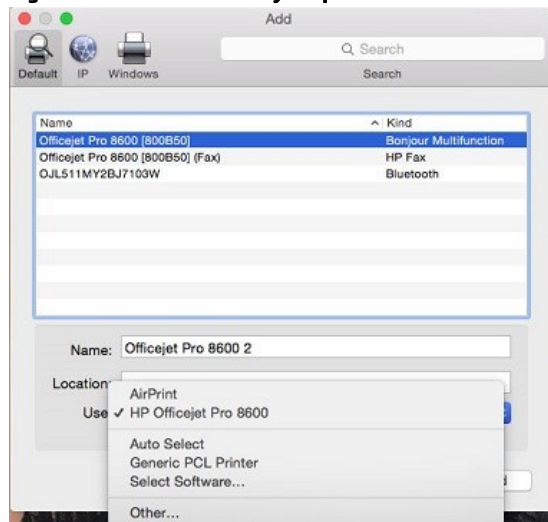 Add
Search
Default IP Windows Search
Name Kind
Officejet Pro 8600 [800B50] Bonjour Multifunction
Officejet Pro 8600 [800B50] (Fax) HP Fax
OJL511MY2BJ7103W Bluetooth
Name: Officejet Pro 8600 2
Location:
AirPrint
Use ✓ HP Officejet Pro 8600
Auto Select
Generic PCL Printer
Select Software...
Other...